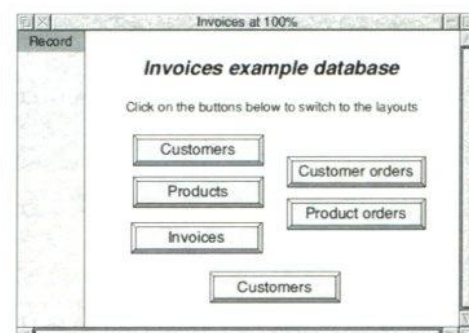 Invoices at 100%
Record
Invoices example database
Click on the buttons below to switch to the layouts
Customers
Customer orders
Products
Product orders
Invoices
Customers